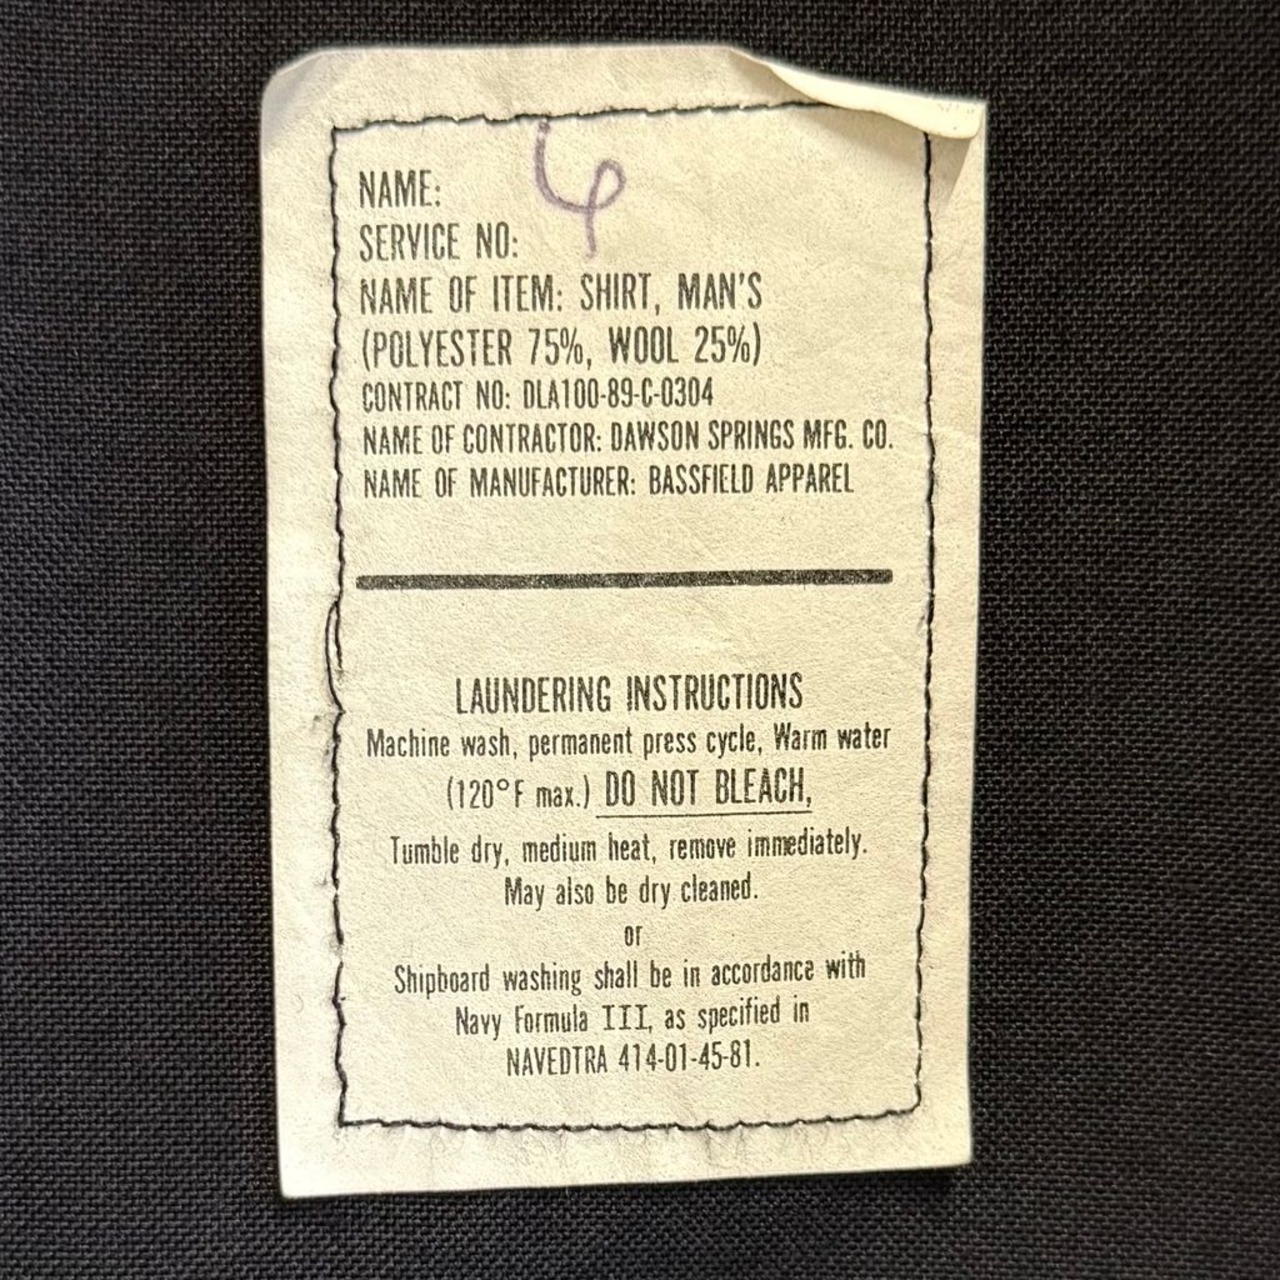 NAME:
SERVICE NO:
NAME OF ITEM: SHIRT, MAN'S
(POLYESTER 75%, WOOL 25%)
CONTRACT NO: DLA100-89-C-0304
NAME OF CONTRACTOR: DAWSON SPRINGS MFG. CO.
NAME OF MANUFACTURER: BASSFIELD APPAREL
LAUNDERING INSTRUCTIONS
Machine wash, permanent press cycle, Warm water
(120°F max.) DO NOT BLEACH,
Tumble dry, medium heat, remove immediately.
May also be dry cleaned.
or
Shipboard washing shall be in accordance with
Navy Formula III, as specified in
NAVEDTRA 414-01-45-81.